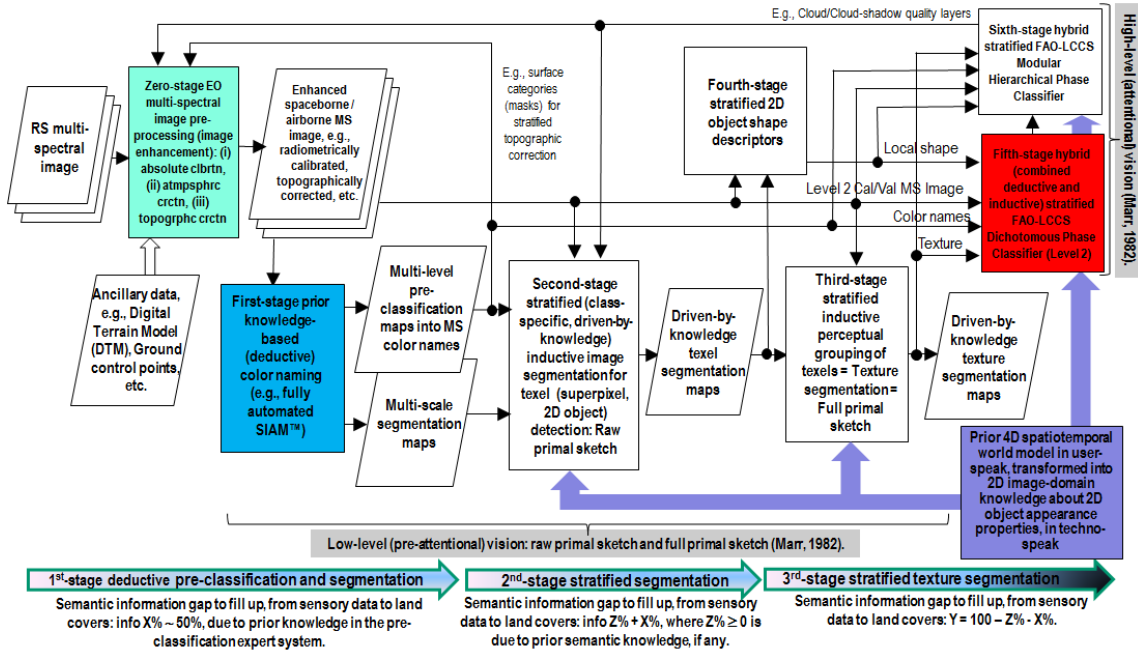 E.g., Cloud/Cloud-shadow quality layers
Sixth-stage hybrid
stratified FAO-LCCS
Modular
Hierarchical Phase
Classifier
High-level (attentional) vision (Marr, 1982).
Zero-stage EO
multi-spectral
image pre-
processing (image
enhancement): (i)
absolute clbrtn,
(ii) atmpsphrc
crrctn, (iii)
topogrphc crrctn
RS multi-
spectral
image
Enhanced
spaceborne /
airborne MS
image, e.g.,
radiometrically
calibrated,
topographically
corrected, etc.
E.g., surface
categories
(masks) for
stratified
topographic
correction
Fourth-stage
stratified 2D
object shape
descriptors
Local shape
Level 2 Cal/Val MS Image
Color names
Texture
Fifth-stage hybrid
(combined
deductive and
inductive) stratified
FAO-LCCS
Dichotomous Phase
Classifier (Level 2)
Ancillary data,
e.g., Digital
Terrain Model
(DTM), Ground
control points,
etc.
First-stage prior
knowledge-
based
(deductive)
color naming
(e.g., fully
automated
SIAM™)
Multi-level
pre-
classification
maps into MS
color names
Multi-scale
segmentation
maps
Second-stage
stratified (class-
specific, driven-by-
knowledge)
inductive image
segmentation for
texel (superpixel,
2D object)
detection: Raw
primal sketch
Driven-by-
knowledge
texel
segmentation
maps
Third-stage
stratified
inductive
perceptual
grouping of
texels = Texture
segmentation =
Full primal
sketch
Driven-by-
knowledge
texture
segmentation
maps
Prior 4D spatiotemporal
world model in user-
speak, transformed into
2D image-domain
knowledge about 2D
object appearance
properties, in techno-
speak
Low-level (pre-attentional) vision: raw primal sketch and full primal sketch (Marr, 1982).
1st-stage deductive pre-classification and segmentation
Semantic information gap to fill up, from sensory data to land
covers: info X% ~ 50%, due to prior knowledge in the pre-
classification expert system.
2nd-stage stratified segmentation
Semantic information gap to fill up, from sensory
data to land covers: info Z% + X%, where Z% ≥ 0 is
due to prior semantic knowledge, if any.
3rd-stage stratified texture segmentation
Semantic information gap to fill up, from sensory
data to land covers: Y = 100 – Z% - X%.